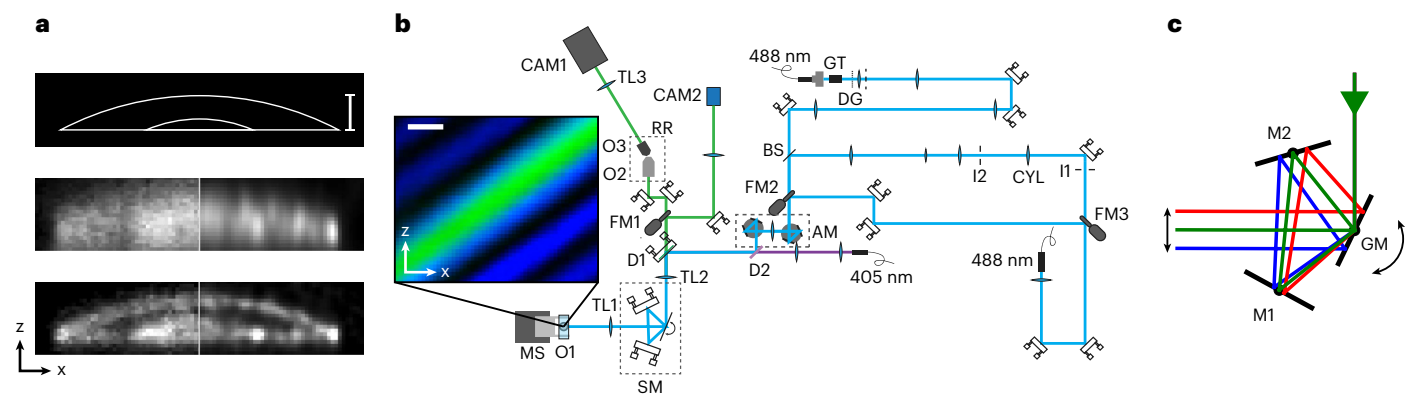 a
z
x
b
CAM1
TL3
CAM2
RR
O3
O2
FM1
D1
TL2
z
x
TL1
MS
O1
SM
488 nm
GT
DG
BS
FM2
AM
D2
405 nm
I2
CYL
I1
FM3
488 nm
c
M2
GM
M1